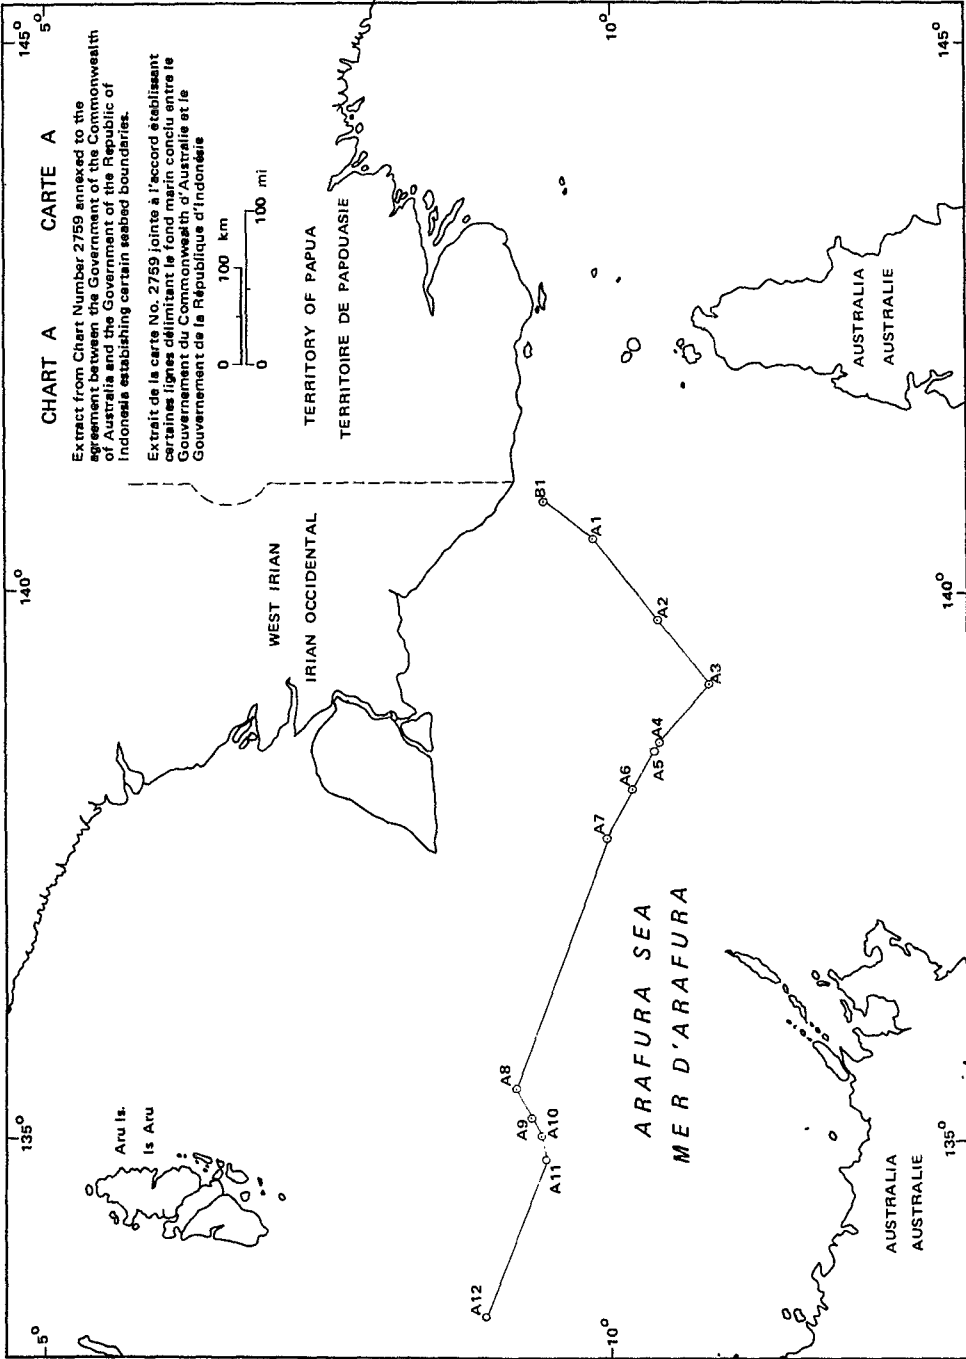 CHART A CARTE A
Extract from Chart Number 2759 annexed to the
agreement between the Government of the Commonwealth
of Australia and the Government of the Republic of
Indonesia estabishing certain seabed boundaries.
Extrait de la carte No. 2759 jointe à l'accord établissant
certaines lignes délimitant le fond marin conclu entre le
Gouvernement du Commonwealth d'Australie et le
Gouvernement de la République d'Indonésie
0 100 km
0 100 mi
5° 5°
10° 10°
135° 140° 145°
135° 140° 145°
Aru Is.
Is Aru
WEST IRIAN
IRIAN OCCIDENTAL
TERRITORY OF PAPUA
TERRITOIRE DE PAPOUASIE
A12
A11
A10
A9
A8
A7
A6
A5
A4
A3
A2
A1
B1
ARAFURA SEA
MER D'ARAFURA
AUSTRALIA
AUSTRALIE
AUSTRALIA
AUSTRALIE